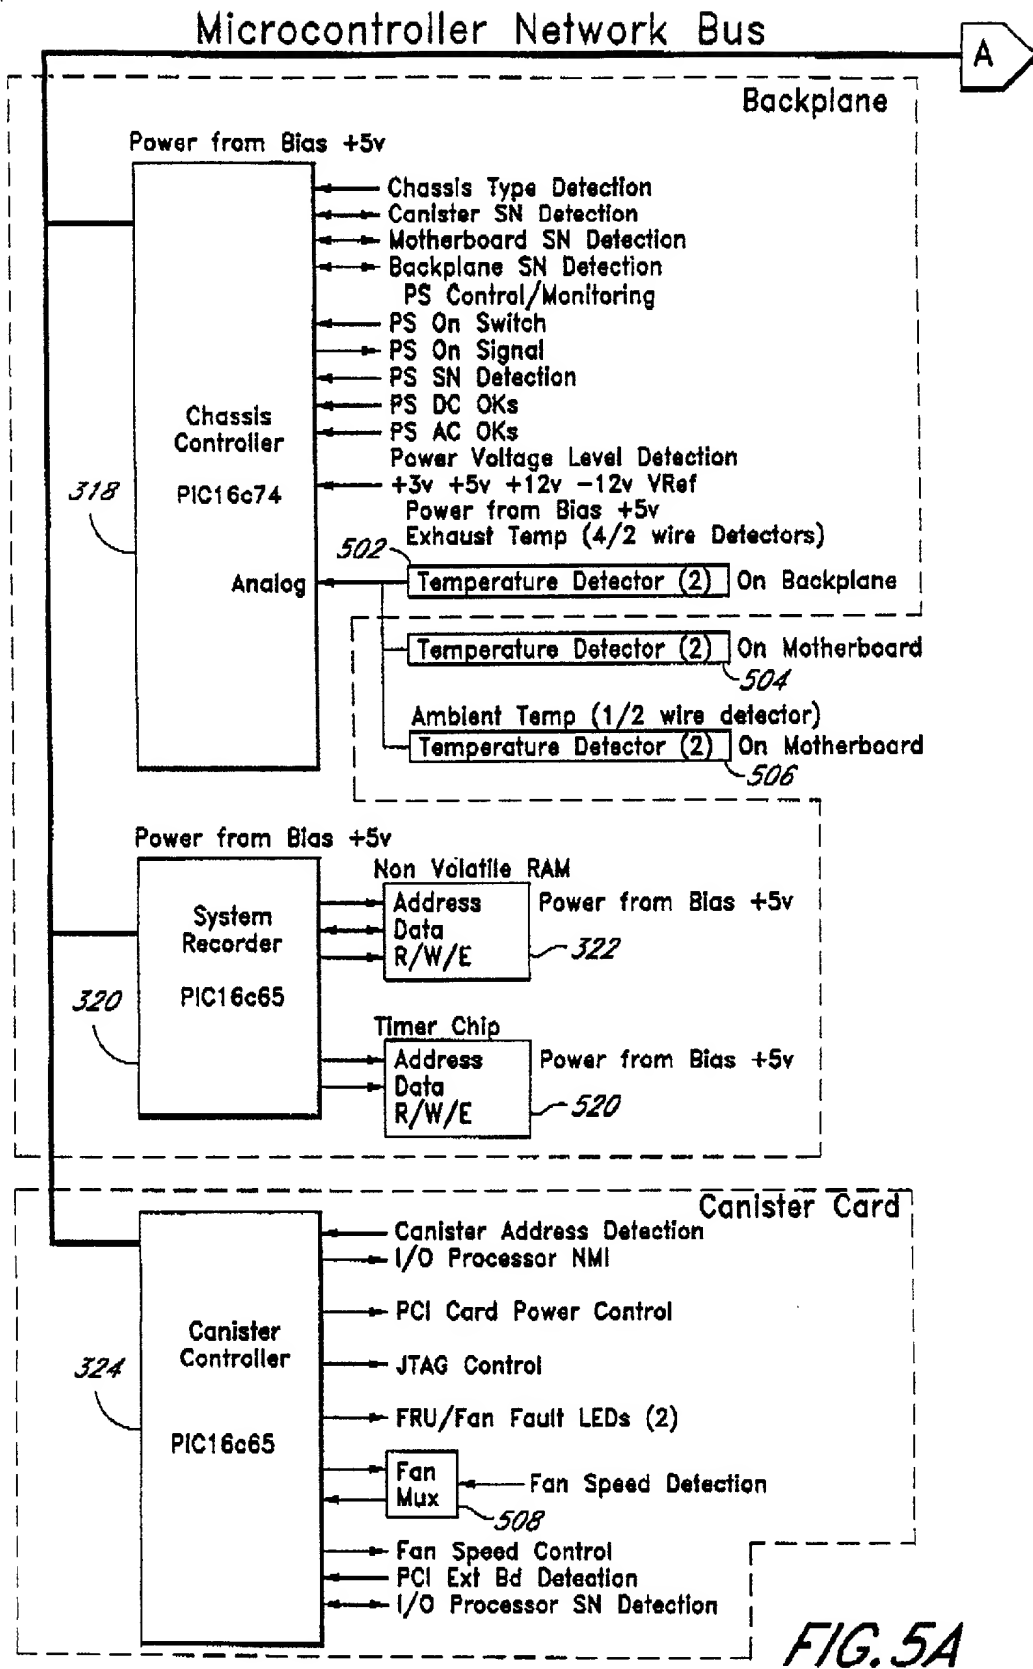 Microcontroller Network Bus
A
Backplane
Power from Bias +5v
Chassis Type Detection
Canister SN Detection
Motherboard SN Detection
Backplane SN Detection
PS Control/Monitoring
PS On Switch
PS On Signal
PS SN Detection
PS DC OKs
PS AC OKs
Power Voltage Level Detection
+3v +5v +12v -12v VRef
Power from Bias +5v
Exhaust Temp (4/2 wire Detectors)
Chassis
Controller
PIC16c74
318
Analog
502
Temperature Detector (2) On Backplane
Temperature Detector (2) On Motherboard
504
Ambient Temp (1/2 wire detector)
Temperature Detector (2) On Motherboard
506
Power from Bias +5v
System
Recorder
PIC16c65
320
Non Volatile RAM
Address
Data
R/W/E
Power from Bias +5v
322
Timer Chip
Address
Data
R/W/E
Power from Bias +5v
520
Canister Card
Canister
Controller
PIC16c65
324
Canister Address Detection
I/O Processor NMI
PCI Card Power Control
JTAG Control
FRU/Fan Fault LEDs (2)
Fan
Mux
Fan Speed Detection
508
Fan Speed Control
PCI Ext Bd Detection
I/O Processor SN Detection
FIG. 5A